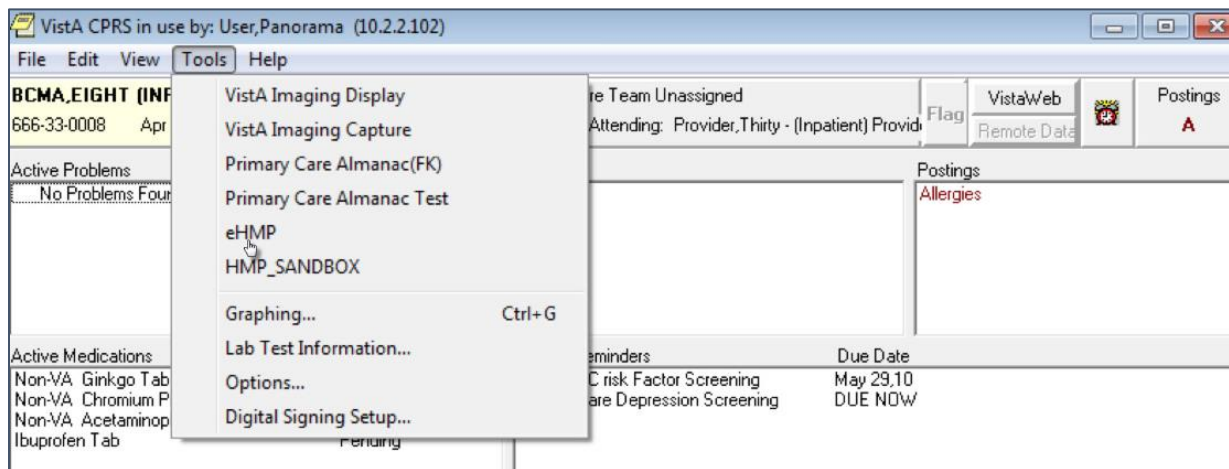 VistA CPRS in use by: User,Panorama (10.2.2.102)
File Edit View Tools Help
BCMA,EIGHT (INP
666-33-0008 Apr
re Team Unassigned
Attending: Provider,Thirty - (Inpatient) Provid
Flag
VistaWeb
Remote Data
Postings
A
VistA Imaging Display
VistA Imaging Capture
Primary Care Almanac(FK)
Primary Care Almanac Test
eHMP
HMP_SANDBOX
Graphing... Ctrl+G
Lab Test Information...
Options...
Digital Signing Setup...
Active Problems
No Problems Foun
Postings
Allergies
Active Medications
Non-VA Ginkgo Tab
Non-VA Chromium P
Non-VA Acetaminop
Ibuprofen Tab Pending
eminders Due Date
C risk Factor Screening May 29,10
are Depression Screening DUE NOW